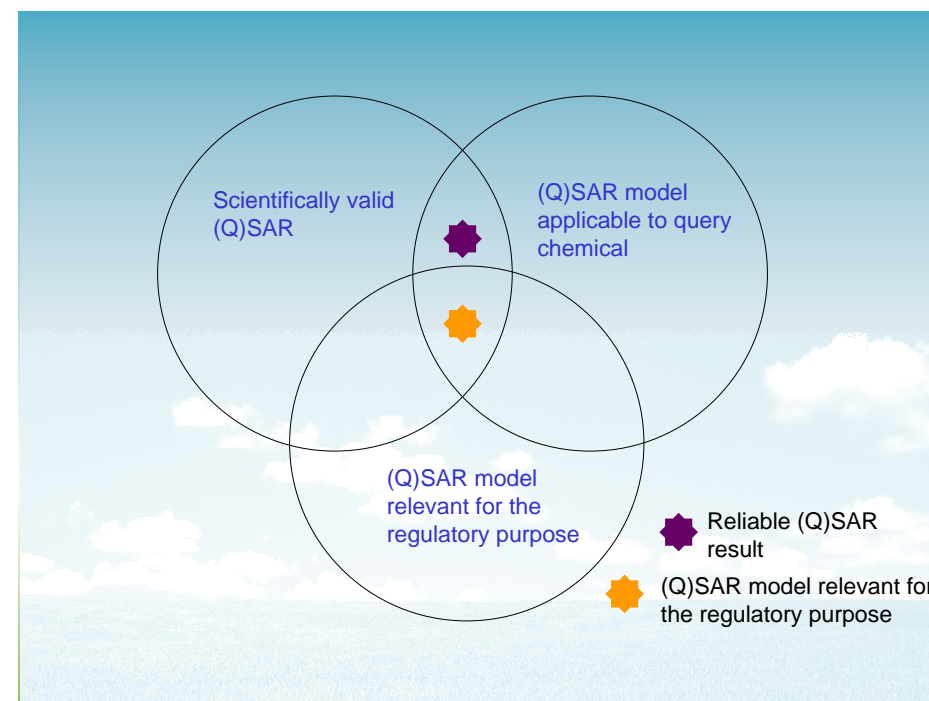 Scientifically valid
(Q)SAR
(Q)SAR model
applicable to query
chemical
(Q)SAR model
relevant for the
regulatory purpose
Reliable (Q)SAR
result
(Q)SAR model relevant for
the regulatory purpose